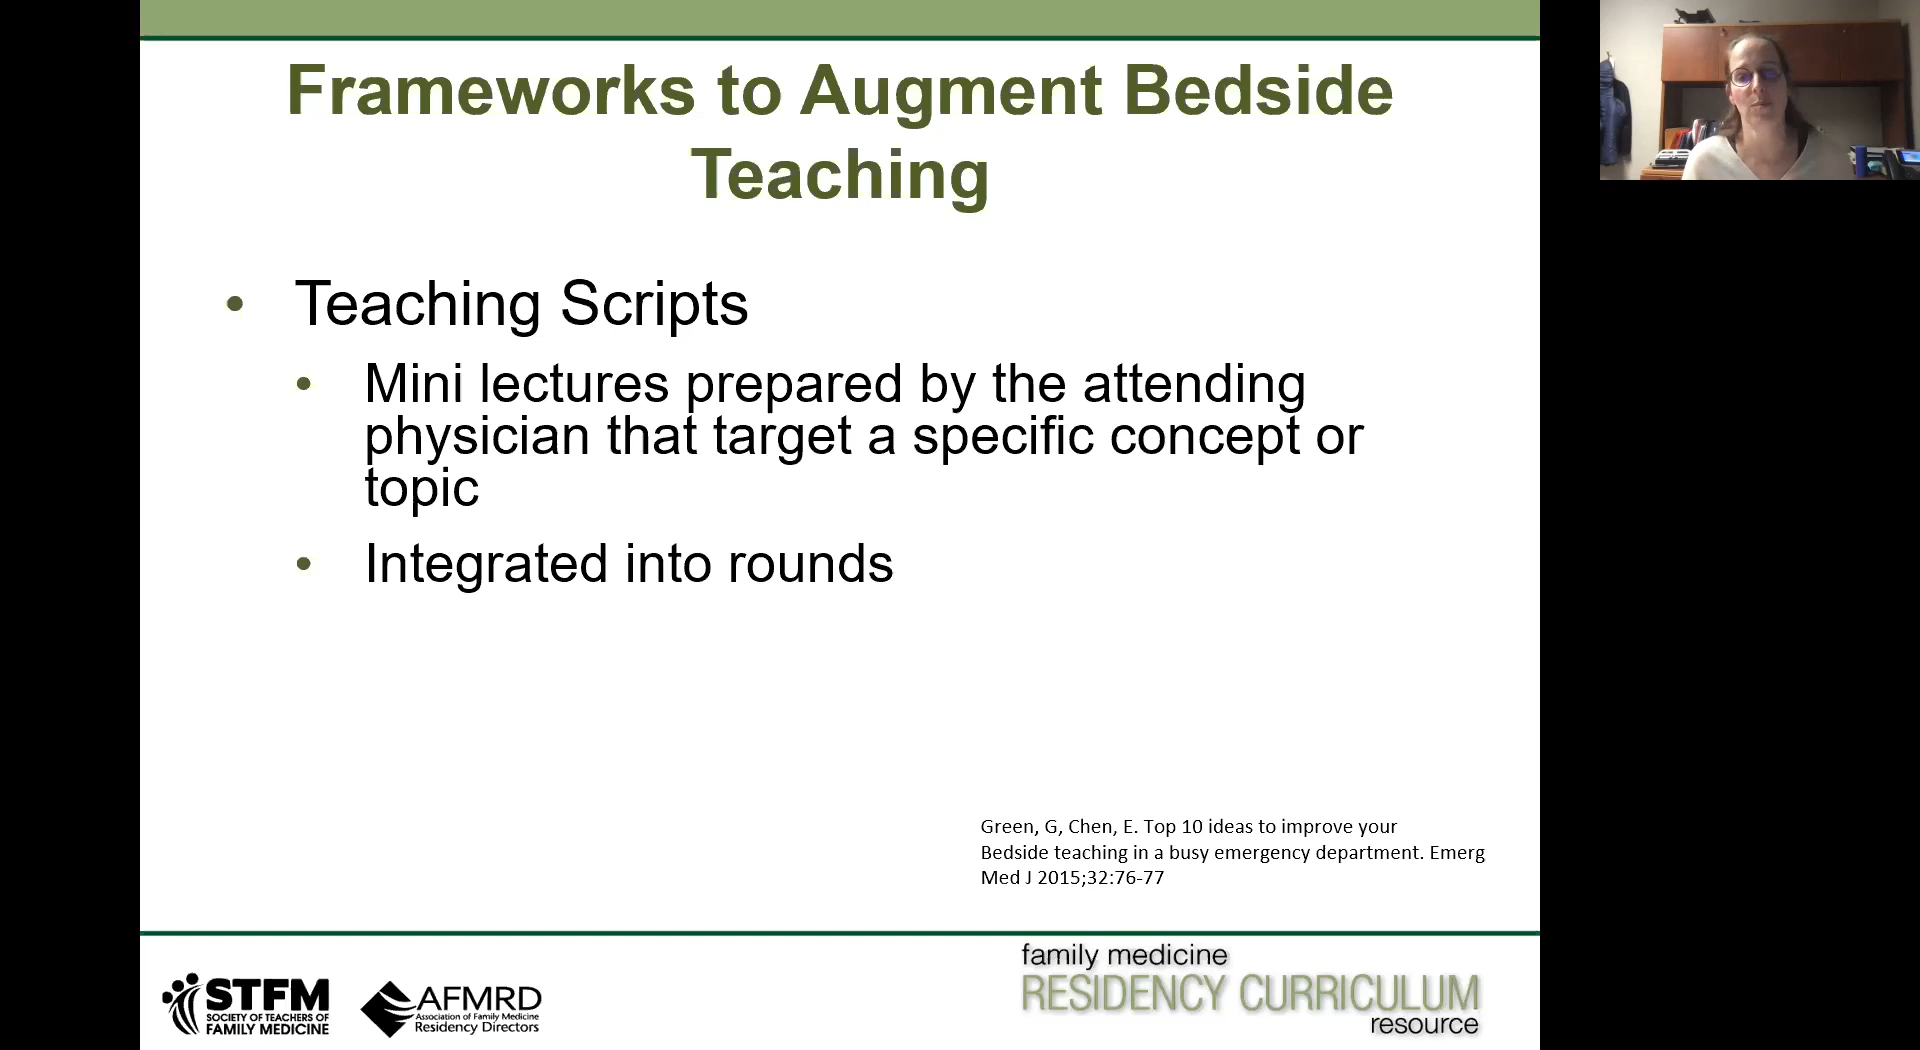 Frameworks to Augment Bedside
Teaching
• Teaching Scripts
• Mini lectures prepared by the attending
physician that target a specific concept or
topic
• Integrated into rounds
Green, G, Chen, E. Top 10 ideas to improve your
Bedside teaching in a busy emergency department. Emerg
Med J 2015;32:76-77
STFM
SOCIETY OF TEACHERS OF
FAMILY MEDICINE
AFMRD
Association of Family Medicine
Residency Directors
family medicine
RESIDENCY CURRICULUM
resource